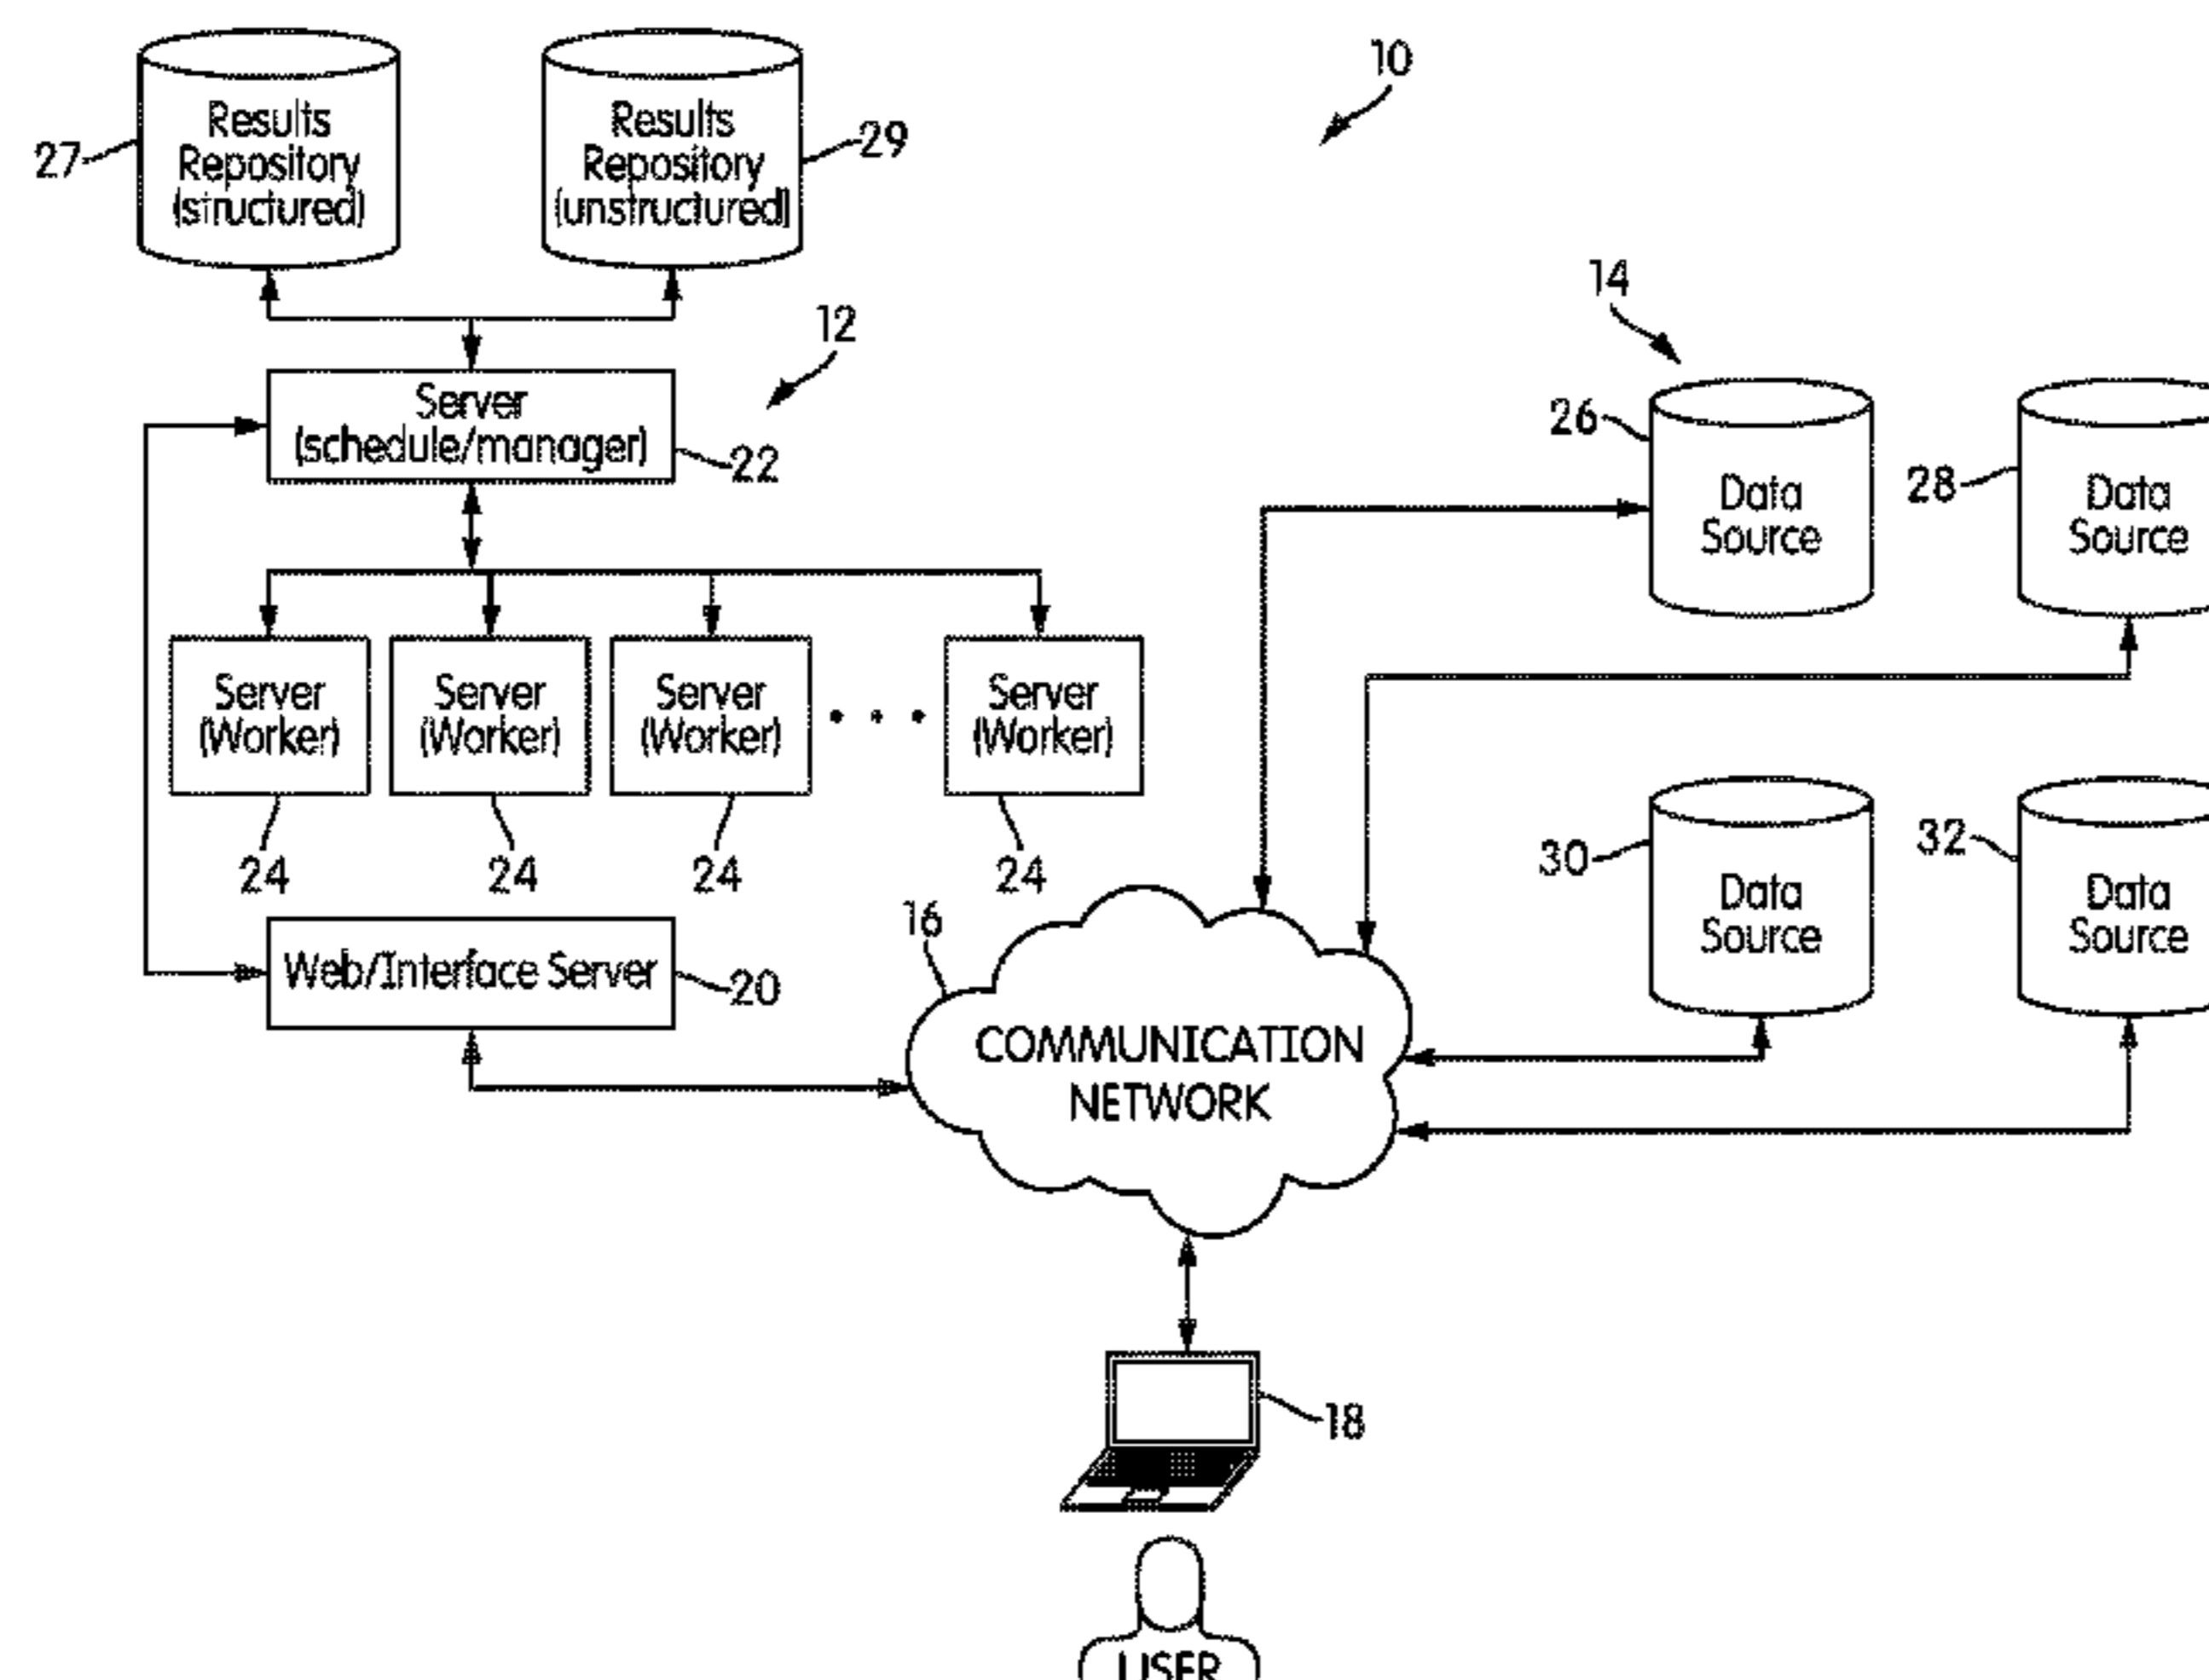 10
27
Results
Repository
(structured)
Results
Repository
(unstructured)
29
12
14
Server
(schedule/manager)
22
26
Data
Source
28
Data
Source
Server
(Worker)
Server
(Worker)
Server
(Worker)
. . .
Server
(Worker)
24
24
24
24
30
Data
Source
32
Data
Source
16
Web/Interface Server
20
COMMUNICATION
NETWORK
18
USER